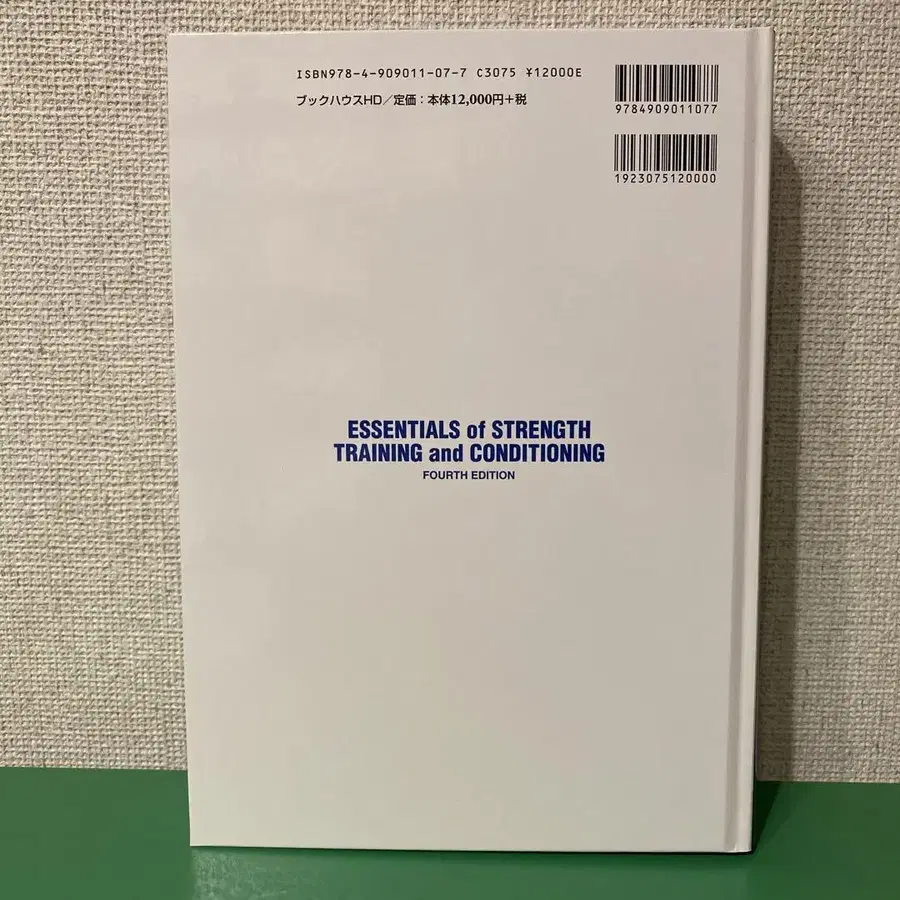 ISBN978-4-909011-07-7 C3075 ¥12000E
ブックハウスHD／定価：本体12,000円＋税
9784909011077
1923075120000
ESSENTIALS of STRENGTH
TRAINING and CONDITIONING
FOURTH EDITION